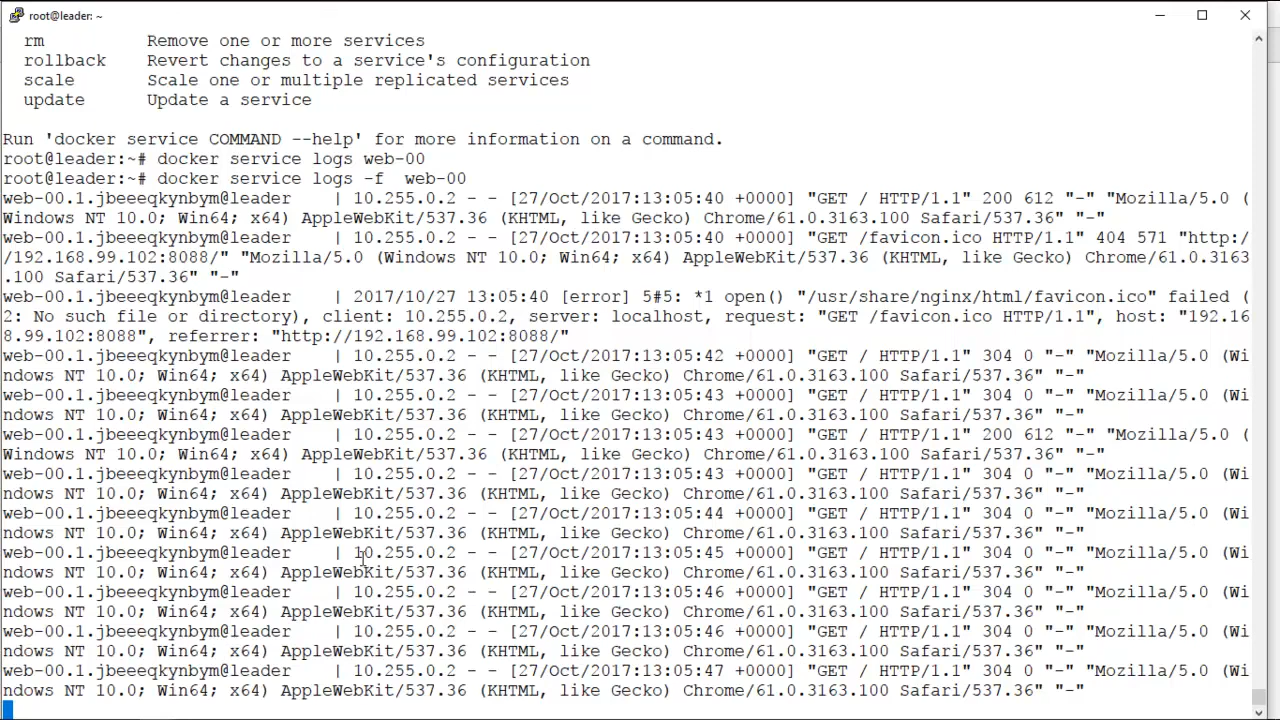 root@leader: ~
rm Remove one or more services
rollback Revert changes to a service's configuration
scale Scale one or multiple replicated services
update Update a service
Run 'docker service COMMAND --help' for more information on a command.
root@leader:~# docker service logs web-00
root@leader:~# docker service logs -f  web-00
web-00.1.jbeeeqkynbym@leader    | 10.255.0.2 - - [27/Oct/2017:13:05:40 +0000] "GET / HTTP/1.1" 200 612 "-" "Mozilla/5.0 (
Windows NT 10.0; Win64; x64) AppleWebKit/537.36 (KHTML, like Gecko) Chrome/61.0.3163.100 Safari/537.36" "-"
web-00.1.jbeeeqkynbym@leader    | 10.255.0.2 - - [27/Oct/2017:13:05:40 +0000] "GET /favicon.ico HTTP/1.1" 404 571 "http:/
/192.168.99.102:8088/" "Mozilla/5.0 (Windows NT 10.0; Win64; x64) AppleWebKit/537.36 (KHTML, like Gecko) Chrome/61.0.3163
.100 Safari/537.36" "-"
web-00.1.jbeeeqkynbym@leader    | 2017/10/27 13:05:40 [error] 5#5: *1 open() "/usr/share/nginx/html/favicon.ico" failed (
2: No such file or directory), client: 10.255.0.2, server: localhost, request: "GET /favicon.ico HTTP/1.1", host: "192.16
8.99.102:8088", referrer: "http://192.168.99.102:8088/"
web-00.1.jbeeeqkynbym@leader    | 10.255.0.2 - - [27/Oct/2017:13:05:42 +0000] "GET / HTTP/1.1" 304 0 "-" "Mozilla/5.0 (Wi
ndows NT 10.0; Win64; x64) AppleWebKit/537.36 (KHTML, like Gecko) Chrome/61.0.3163.100 Safari/537.36" "-"
web-00.1.jbeeeqkynbym@leader    | 10.255.0.2 - - [27/Oct/2017:13:05:43 +0000] "GET / HTTP/1.1" 304 0 "-" "Mozilla/5.0 (Wi
ndows NT 10.0; Win64; x64) AppleWebKit/537.36 (KHTML, like Gecko) Chrome/61.0.3163.100 Safari/537.36" "-"
web-00.1.jbeeeqkynbym@leader    | 10.255.0.2 - - [27/Oct/2017:13:05:43 +0000] "GET / HTTP/1.1" 200 612 "-" "Mozilla/5.0 (
Windows NT 10.0; Win64; x64) AppleWebKit/537.36 (KHTML, like Gecko) Chrome/61.0.3163.100 Safari/537.36" "-"
web-00.1.jbeeeqkynbym@leader    | 10.255.0.2 - - [27/Oct/2017:13:05:43 +0000] "GET / HTTP/1.1" 304 0 "-" "Mozilla/5.0 (Wi
ndows NT 10.0; Win64; x64) AppleWebKit/537.36 (KHTML, like Gecko) Chrome/61.0.3163.100 Safari/537.36" "-"
web-00.1.jbeeeqkynbym@leader    | 10.255.0.2 - - [27/Oct/2017:13:05:44 +0000] "GET / HTTP/1.1" 304 0 "-" "Mozilla/5.0 (Wi
ndows NT 10.0; Win64; x64) AppleWebKit/537.36 (KHTML, like Gecko) Chrome/61.0.3163.100 Safari/537.36" "-"
web-00.1.jbeeeqkynbym@leader    | 10.255.0.2 - - [27/Oct/2017:13:05:45 +0000] "GET / HTTP/1.1" 304 0 "-" "Mozilla/5.0 (Wi
ndows NT 10.0; Win64; x64) AppleWebKit/537.36 (KHTML, like Gecko) Chrome/61.0.3163.100 Safari/537.36" "-"
web-00.1.jbeeeqkynbym@leader    | 10.255.0.2 - - [27/Oct/2017:13:05:46 +0000] "GET / HTTP/1.1" 304 0 "-" "Mozilla/5.0 (Wi
ndows NT 10.0; Win64; x64) AppleWebKit/537.36 (KHTML, like Gecko) Chrome/61.0.3163.100 Safari/537.36" "-"
web-00.1.jbeeeqkynbym@leader    | 10.255.0.2 - - [27/Oct/2017:13:05:46 +0000] "GET / HTTP/1.1" 304 0 "-" "Mozilla/5.0 (Wi
ndows NT 10.0; Win64; x64) AppleWebKit/537.36 (KHTML, like Gecko) Chrome/61.0.3163.100 Safari/537.36" "-"
web-00.1.jbeeeqkynbym@leader    | 10.255.0.2 - - [27/Oct/2017:13:05:47 +0000] "GET / HTTP/1.1" 304 0 "-" "Mozilla/5.0 (Wi
ndows NT 10.0; Win64; x64) AppleWebKit/537.36 (KHTML, like Gecko) Chrome/61.0.3163.100 Safari/537.36" "-"